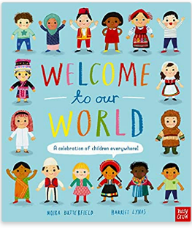 WELCOME
to our
WORLD
A celebration of children everywhere!
MOIRA BUTTERFIELD HARRIET LYNAS
nosy crow